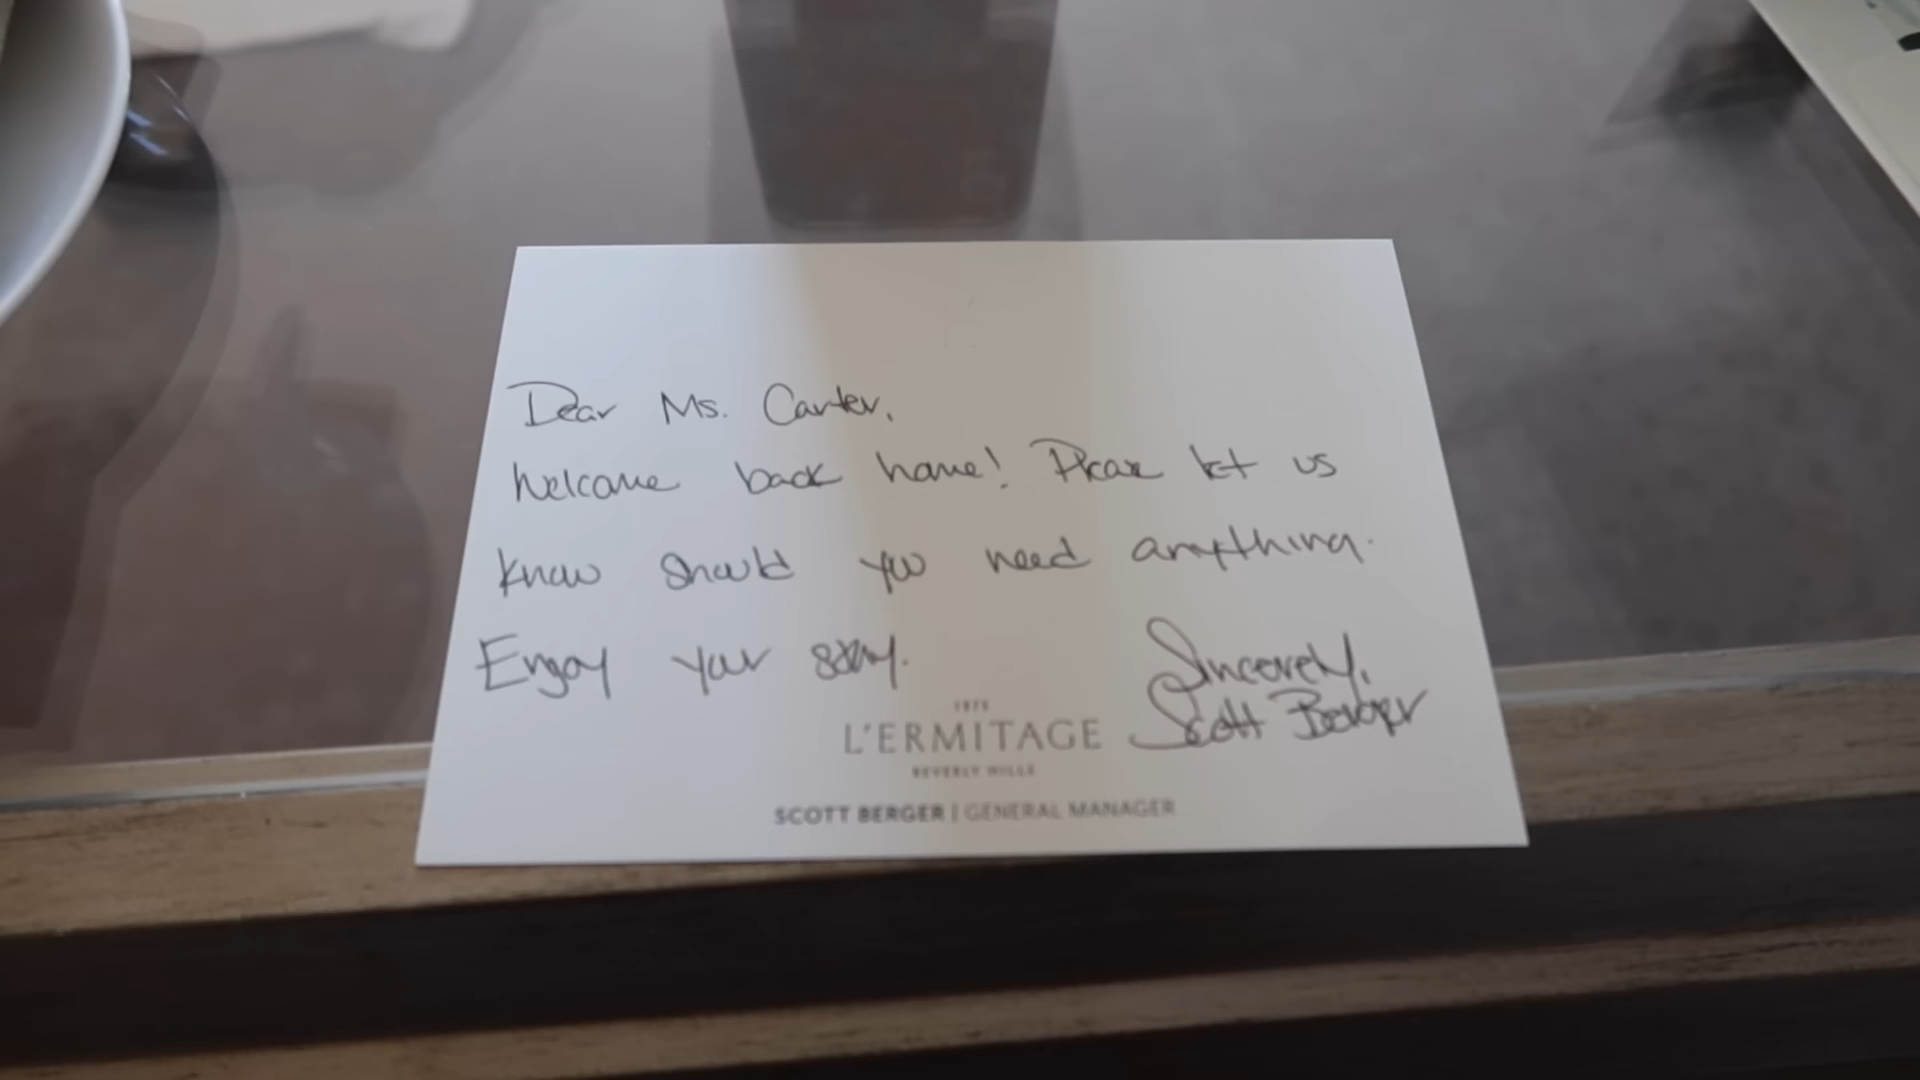 Dear Ms. Carter,
Welcome back home! Please let us
know should you need anything.
Enjoy your stay.
Sincerely,
Scott Berger
1975
L'ERMITAGE
BEVERLY HILLS
SCOTT BERGER | GENERAL MANAGER